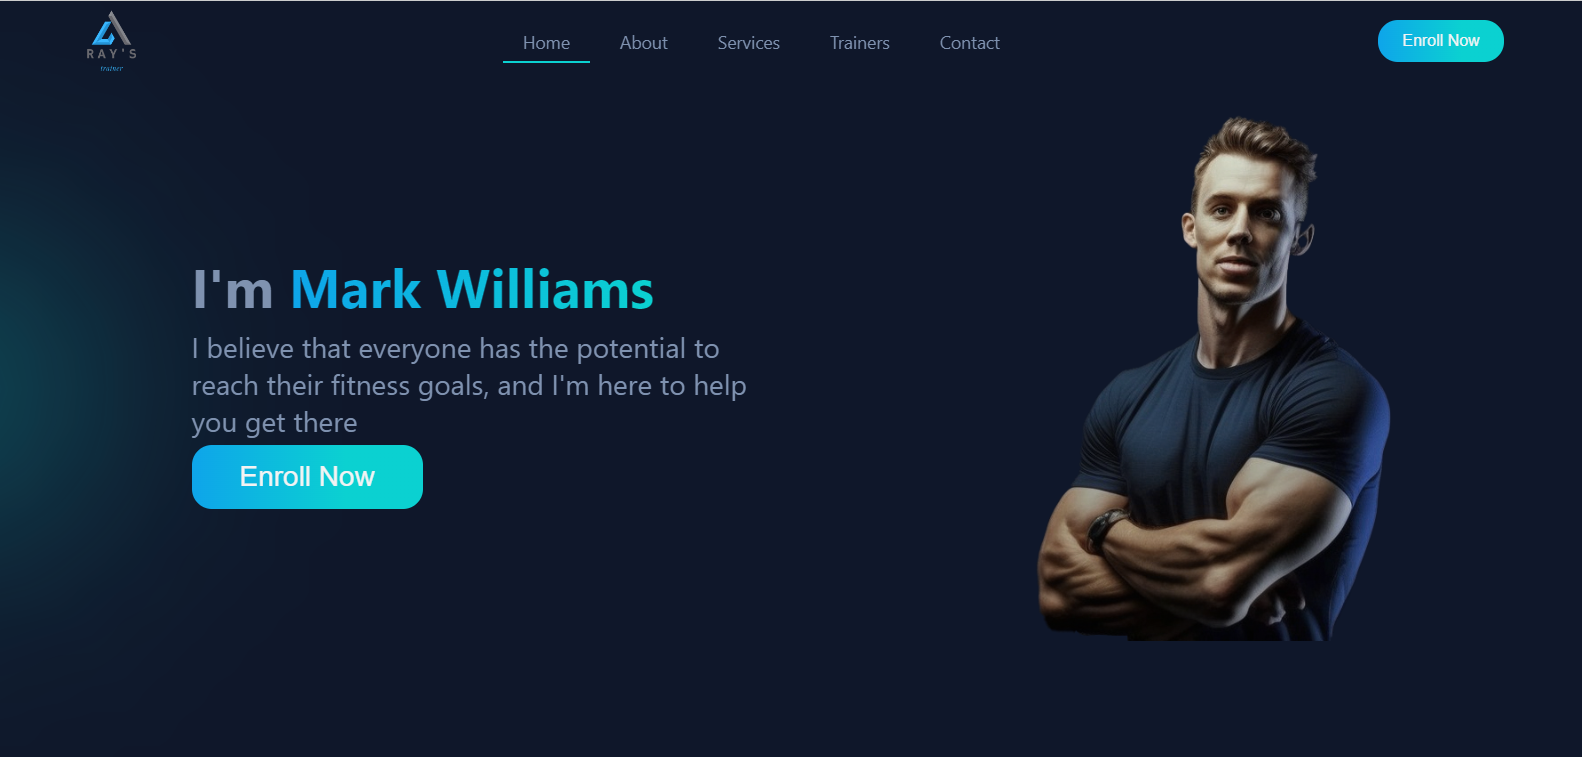 RAY'S
trainer
Home
About
Services
Trainers
Contact
Enroll Now
I'm Mark Williams
I believe that everyone has the potential to
reach their fitness goals, and I'm here to help
you get there
Enroll Now